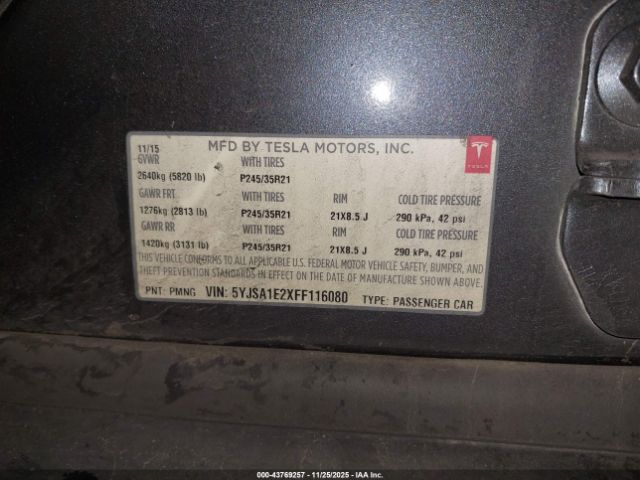 11/15 MFD BY TESLA MOTORS, INC.
GVWR WITH TIRES
2640kg (5820 lb) P245/35R21
GAWR FRT WITH TIRES RIM COLD TIRE PRESSURE
1276kg (2813 lb) P245/35R21 21X8.5 J 290 kPa, 42 psi
GAWR RR WITH TIRES RIM COLD TIRE PRESSURE
1420kg (3131 lb) P245/35R21 21X8.5 J 290 kPa, 42 psi
THIS VEHICLE CONFORMS TO ALL APPLICABLE U.S. FEDERAL MOTOR VEHICLE SAFETY, BUMPER, AND
THEFT PREVENTION STANDARDS IN EFFECT ON THE DATE OF MANUFACTURE SHOWN ABOVE.
PNT: PMNG VIN: 5YJSA1E2XFF116080 TYPE: PASSENGER CAR
TESLA
000-43769257 - 11/25/2025 - IAA Inc.